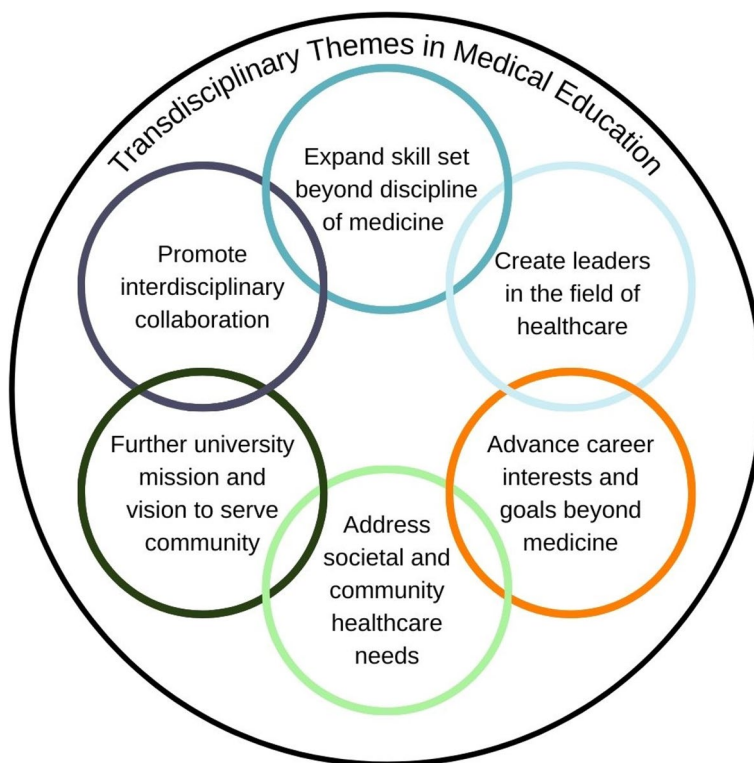 Transdisciplinary Themes in Medical Education
Expand skill set
beyond discipline
of medicine
Create leaders
in the field of
healthcare
Advance career
interests and
goals beyond
medicine
Address
societal and
community
healthcare
needs
Further university
mission and
vision to serve
community
Promote
interdisciplinary
collaboration